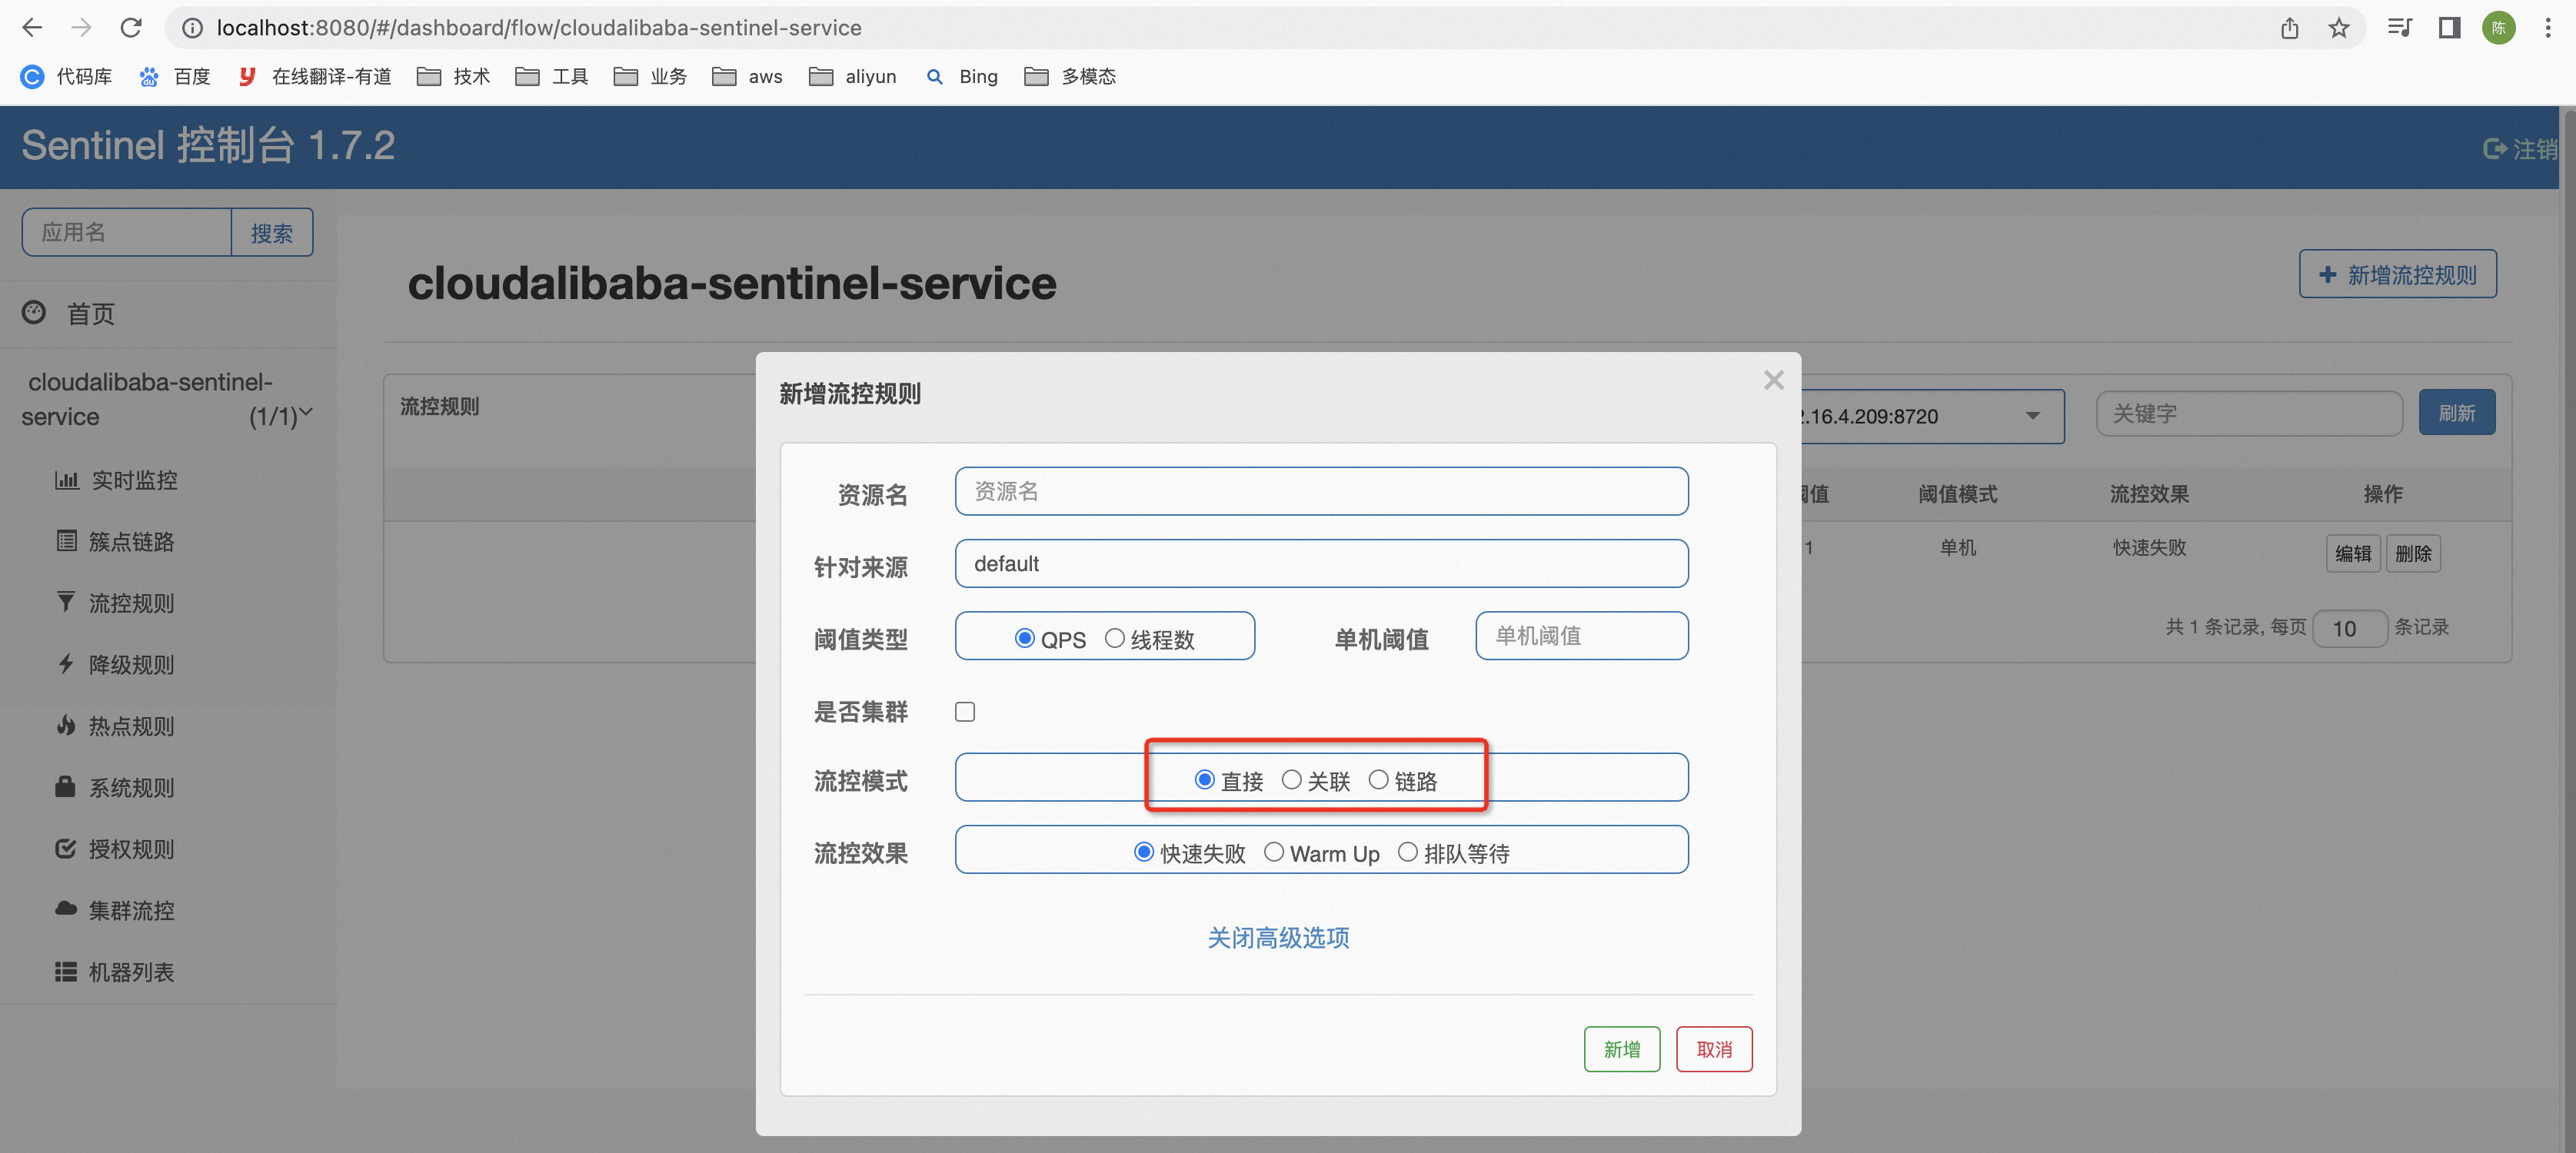 localhost:8080/#/dashboard/flow/cloudalibaba-sentinel-service
陈
代码库 百度 在线翻译-有道 技术 工具 业务 aws aliyun Bing 多模态
Sentinel 控制台 1.7.2
注销
应用名 搜索
cloudalibaba-sentinel-service
新增流控规则
首页
cloudalibaba-sentinel-
service (1/1)
实时监控
簇点链路
流控规则
降级规则
热点规则
系统规则
授权规则
集群流控
机器列表
流控规则
2.16.4.209:8720 关键字 刷新
阈值 阈值模式 流控效果 操作
1 单机 快速失败 编辑 删除
共 1 条记录, 每页 10 条记录
新增流控规则
×
资源名 资源名
针对来源 default
阈值类型 QPS 线程数 单机阈值 单机阈值
是否集群
流控模式 直接 关联 链路
流控效果 快速失败 Warm Up 排队等待
关闭高级选项
新增 取消